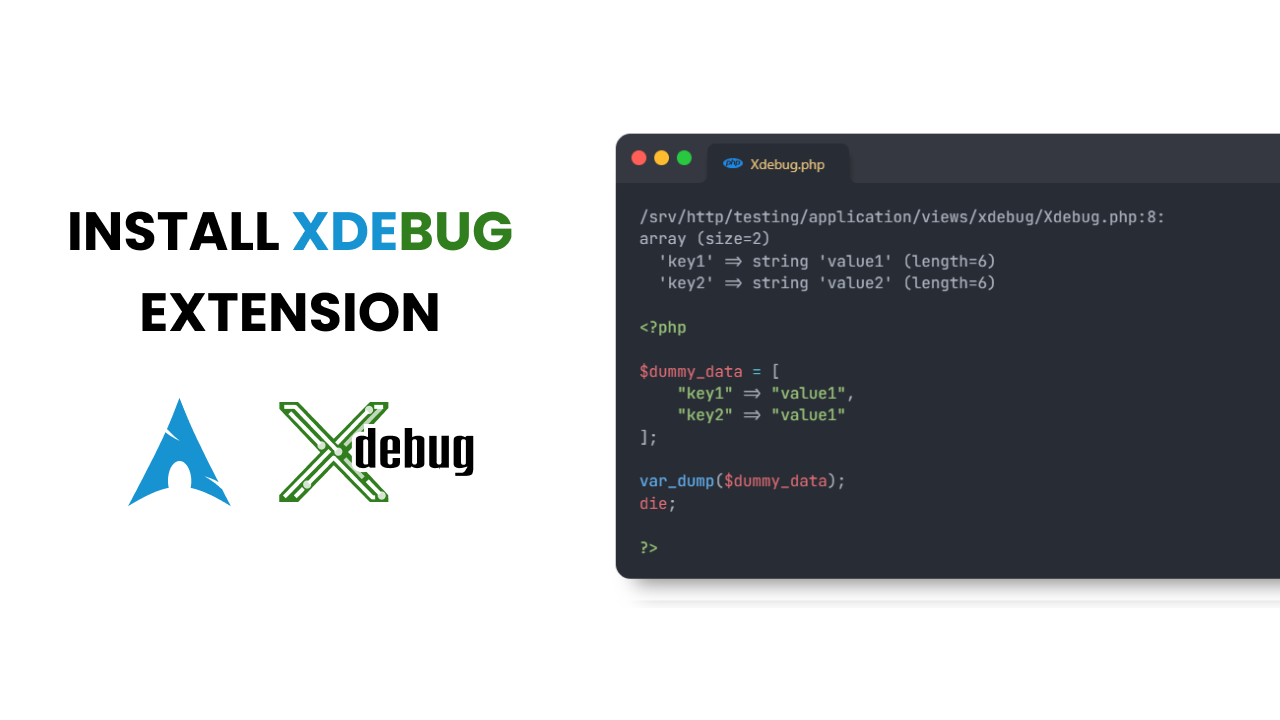 INSTALL XDEBUG
EXTENSION
Xdebug
php Xdebug.php
/srv/http/testing/application/views/xdebug/Xdebug.php:8:
array (size=2)
  'key1' => string 'value1' (length=6)
  'key2' => string 'value2' (length=6)
<?php
$dummy_data = [
    "key1" => "value1",
    "key2" => "value1"
];
var_dump($dummy_data);
die;
?>